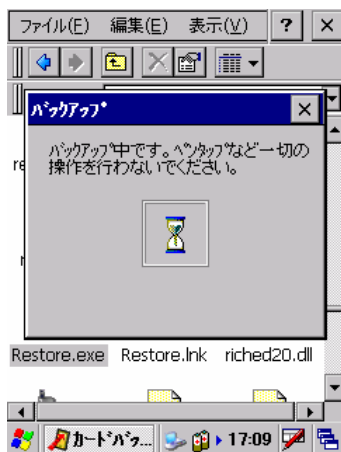 ファイル(F) 編集(E) 表示(V) ? ×
ﾊﾞｯｸｱｯﾌﾟ ×
re
ﾊﾞｯｸｱｯﾌﾟ中です。ﾍﾟﾝﾀｯﾌﾟなど一切の
操作を行わないでください。
r
Restore.exe Restore.lnk riched20.dll
ｶｰﾄﾞﾊﾞｯ... 17:09